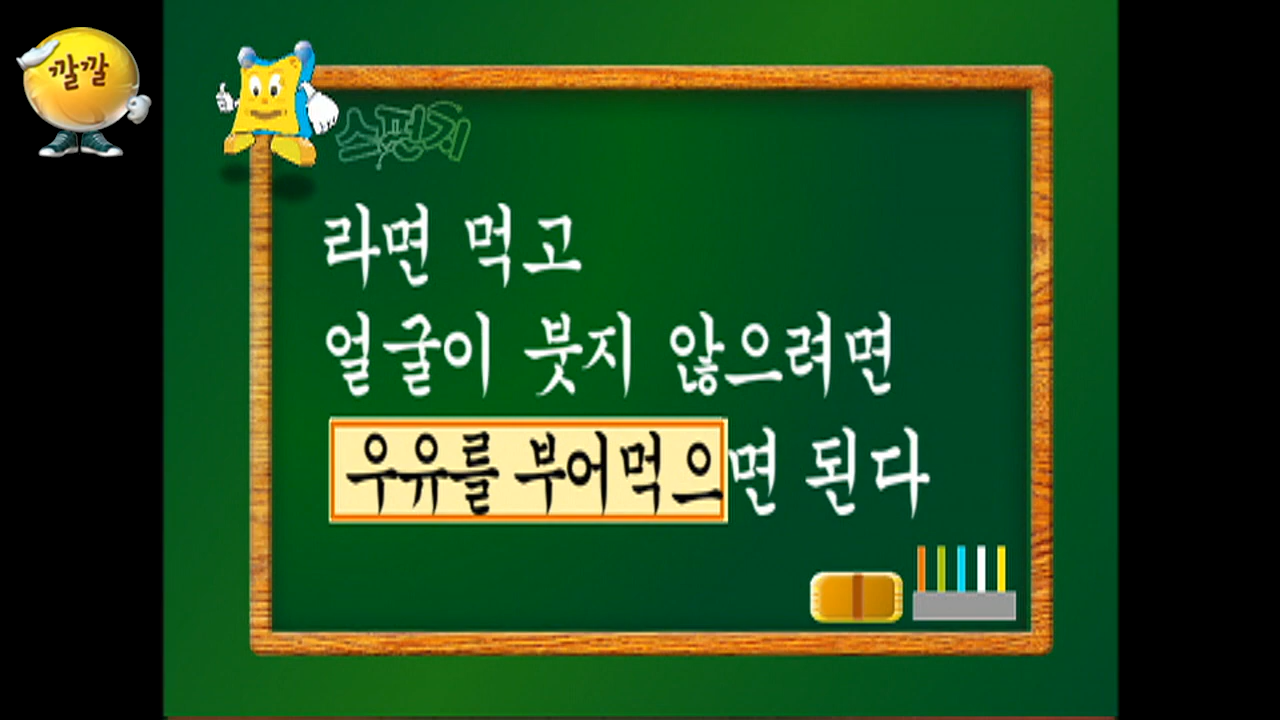 깔깔
스펀지
라면 먹고
얼굴이 붓지 않으려면
우유를 부어먹으면 된다